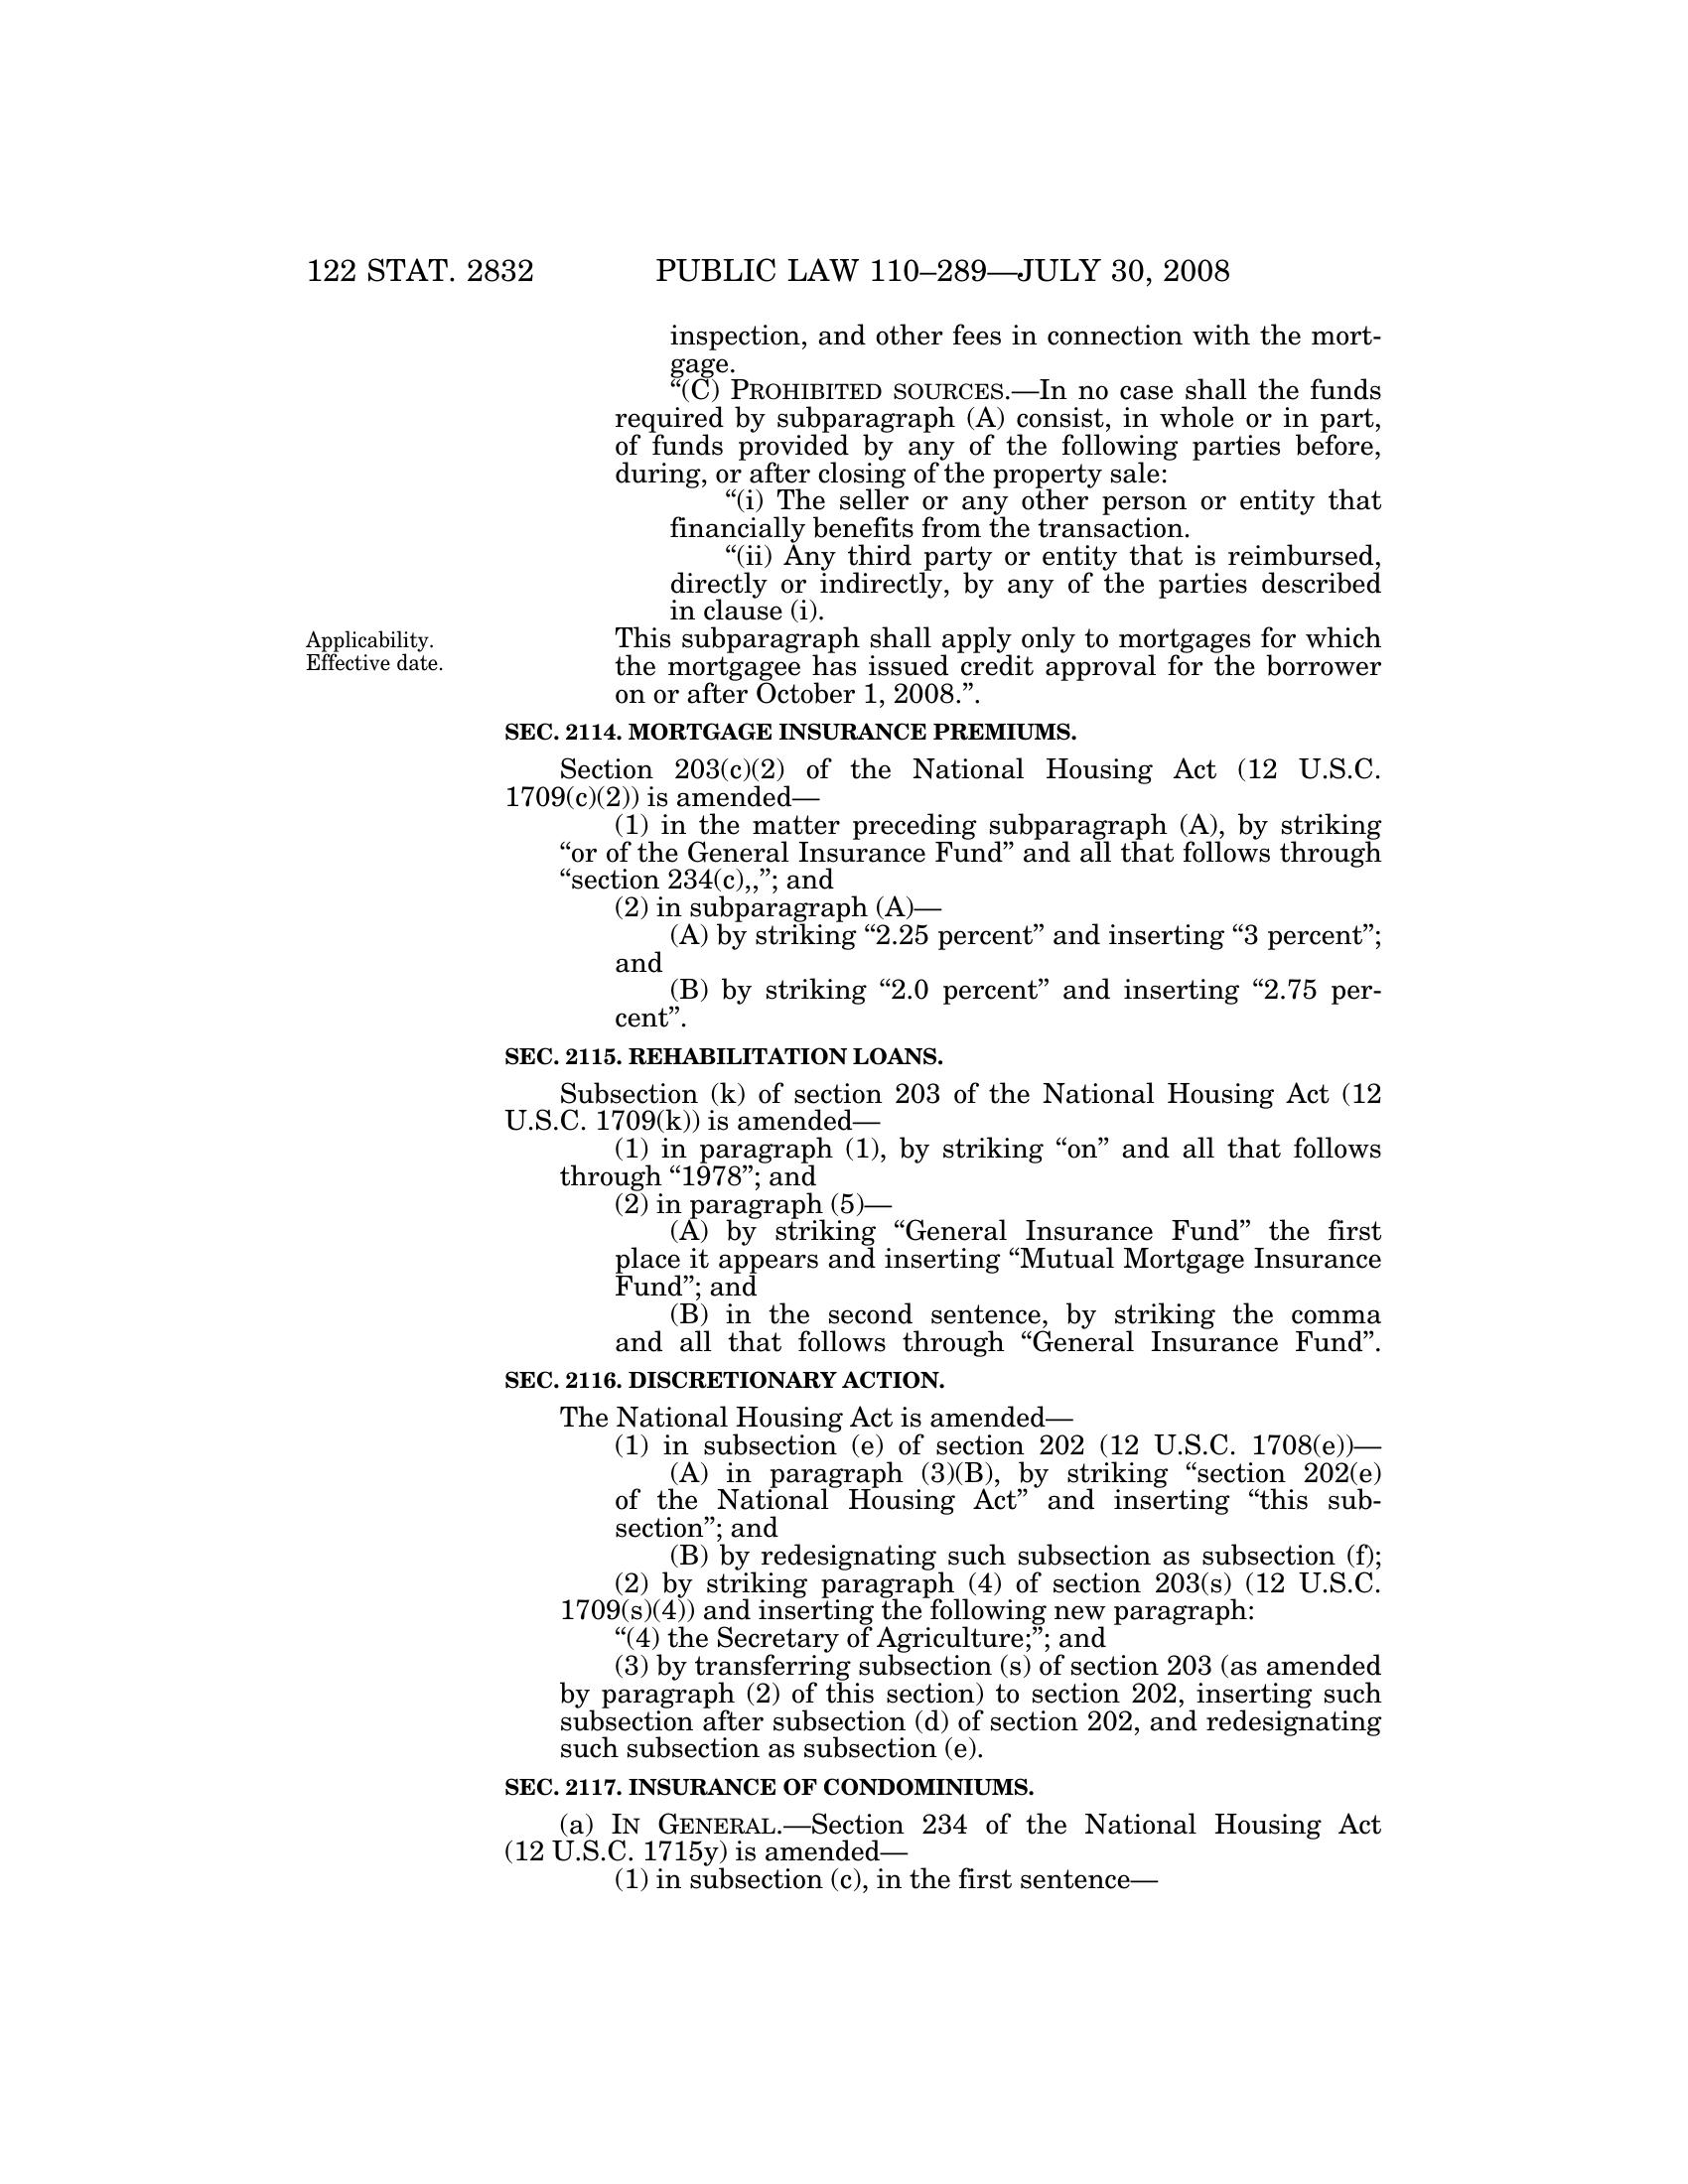 122 STAT. 2832 PUBLIC LAW 110–289—JULY 30, 2008
inspection, and other fees in connection with the mort-
gage.
“(C) PROHIBITED SOURCES.—In no case shall the funds
required by subparagraph (A) consist, in whole or in part,
of funds provided by any of the following parties before,
during, or after closing of the property sale:
“(i) The seller or any other person or entity that
financially benefits from the transaction.
“(ii) Any third party or entity that is reimbursed,
directly or indirectly, by any of the parties described
in clause (i).
Applicability.
Effective date.
This subparagraph shall apply only to mortgages for which
the mortgagee has issued credit approval for the borrower
on or after October 1, 2008.”.
SEC. 2114. MORTGAGE INSURANCE PREMIUMS.
Section 203(c)(2) of the National Housing Act (12 U.S.C.
1709(c)(2)) is amended—
(1) in the matter preceding subparagraph (A), by striking
“or of the General Insurance Fund” and all that follows through
“section 234(c),,”; and
(2) in subparagraph (A)—
(A) by striking “2.25 percent” and inserting “3 percent”;
and
(B) by striking “2.0 percent” and inserting “2.75 per-
cent”.
SEC. 2115. REHABILITATION LOANS.
Subsection (k) of section 203 of the National Housing Act (12
U.S.C. 1709(k)) is amended—
(1) in paragraph (1), by striking “on” and all that follows
through “1978”; and
(2) in paragraph (5)—
(A) by striking “General Insurance Fund” the first
place it appears and inserting “Mutual Mortgage Insurance
Fund”; and
(B) in the second sentence, by striking the comma
and all that follows through “General Insurance Fund”.
SEC. 2116. DISCRETIONARY ACTION.
The National Housing Act is amended—
(1) in subsection (e) of section 202 (12 U.S.C. 1708(e))—
(A) in paragraph (3)(B), by striking “section 202(e)
of the National Housing Act” and inserting “this sub-
section”; and
(B) by redesignating such subsection as subsection (f);
(2) by striking paragraph (4) of section 203(s) (12 U.S.C.
1709(s)(4)) and inserting the following new paragraph:
“(4) the Secretary of Agriculture;”; and
(3) by transferring subsection (s) of section 203 (as amended
by paragraph (2) of this section) to section 202, inserting such
subsection after subsection (d) of section 202, and redesignating
such subsection as subsection (e).
SEC. 2117. INSURANCE OF CONDOMINIUMS.
(a) IN GENERAL.—Section 234 of the National Housing Act
(12 U.S.C. 1715y) is amended—
(1) in subsection (c), in the first sentence—